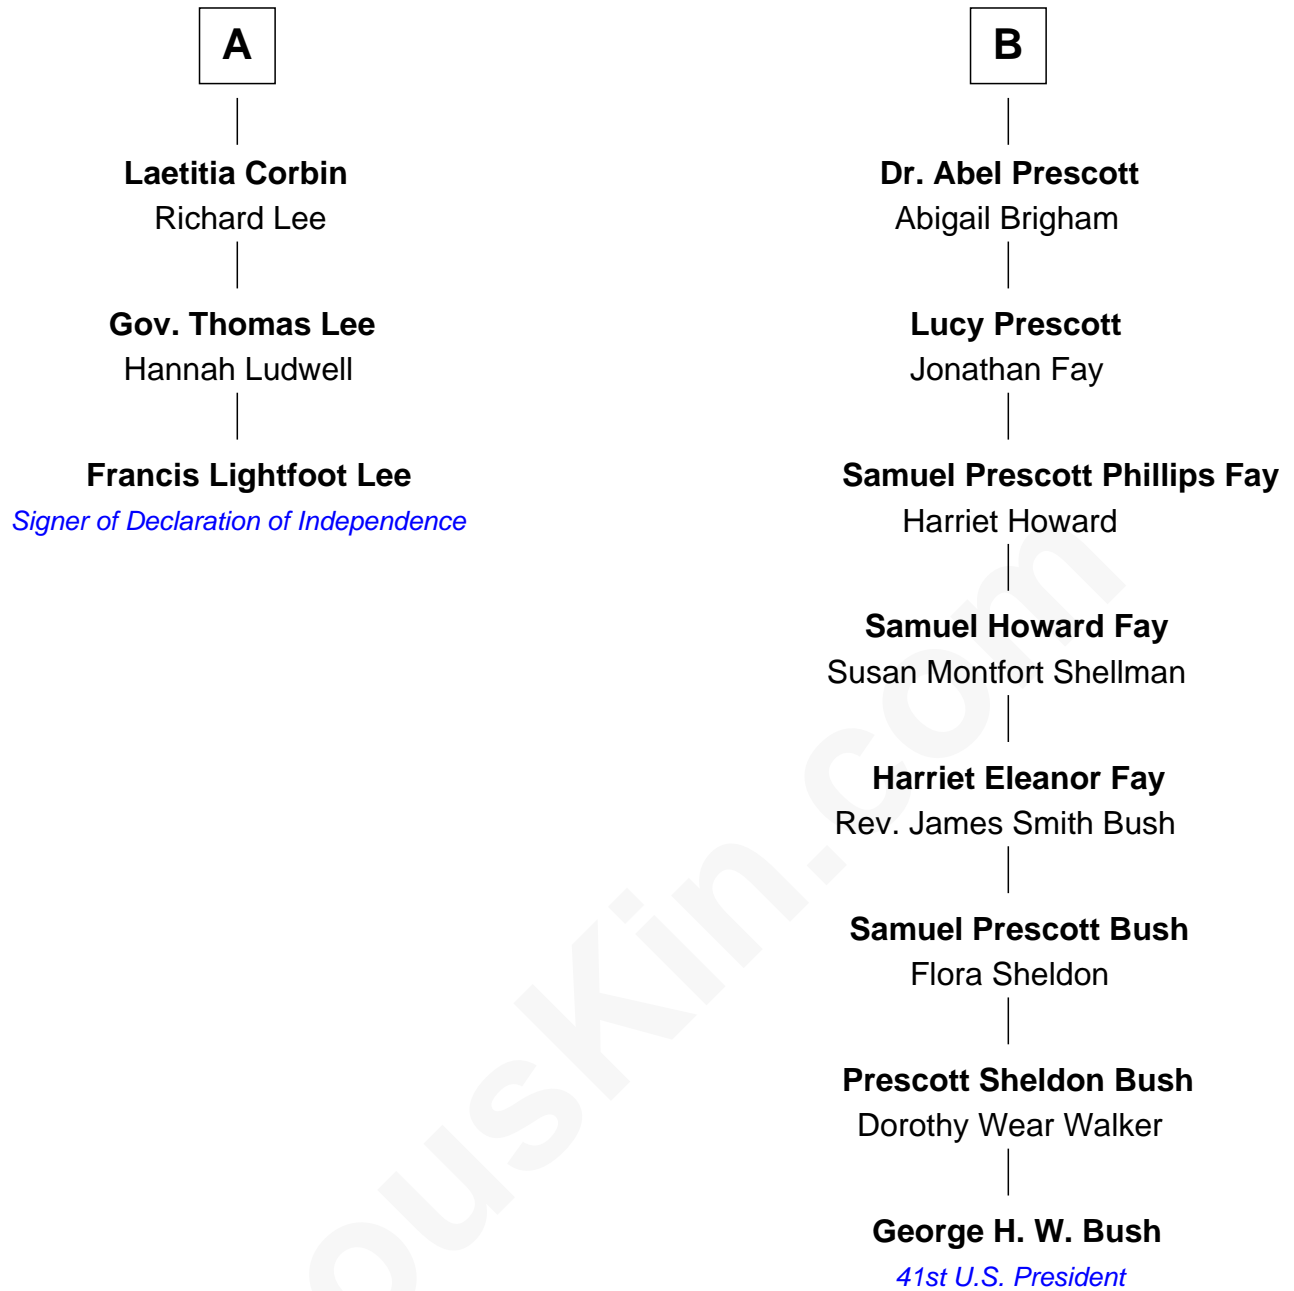 A
Laetitia Corbin
Richard Lee
Gov. Thomas Lee
Hannah Ludwell
Francis Lightfoot Lee
Signer of Declaration of Independence
B
Dr. Abel Prescott
Abigail Brigham
Lucy Prescott
Jonathan Fay
Samuel Prescott Phillips Fay
Harriet Howard
Samuel Howard Fay
Susan Montfort Shellman
Harriet Eleanor Fay
Rev. James Smith Bush
Samuel Prescott Bush
Flora Sheldon
Prescott Sheldon Bush
Dorothy Wear Walker
George H. W. Bush
41st U.S. President
ousKin.com